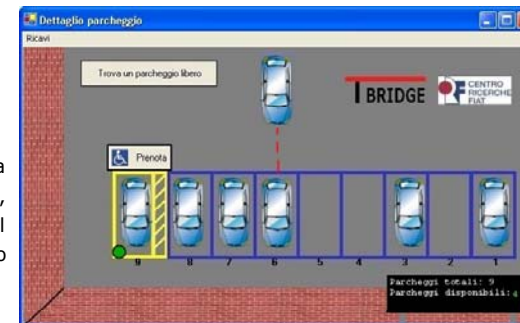 Dettaglio parcheggio
Ricavi
Trova un parcheggio libero
BRIDGE
CENTRO
RICERCHE
FIAT
Prenota
a
,
l
o
9 8 7 6 5 4 3 2 1
Parcheggi totali: 9
Parcheggi disponibili:4